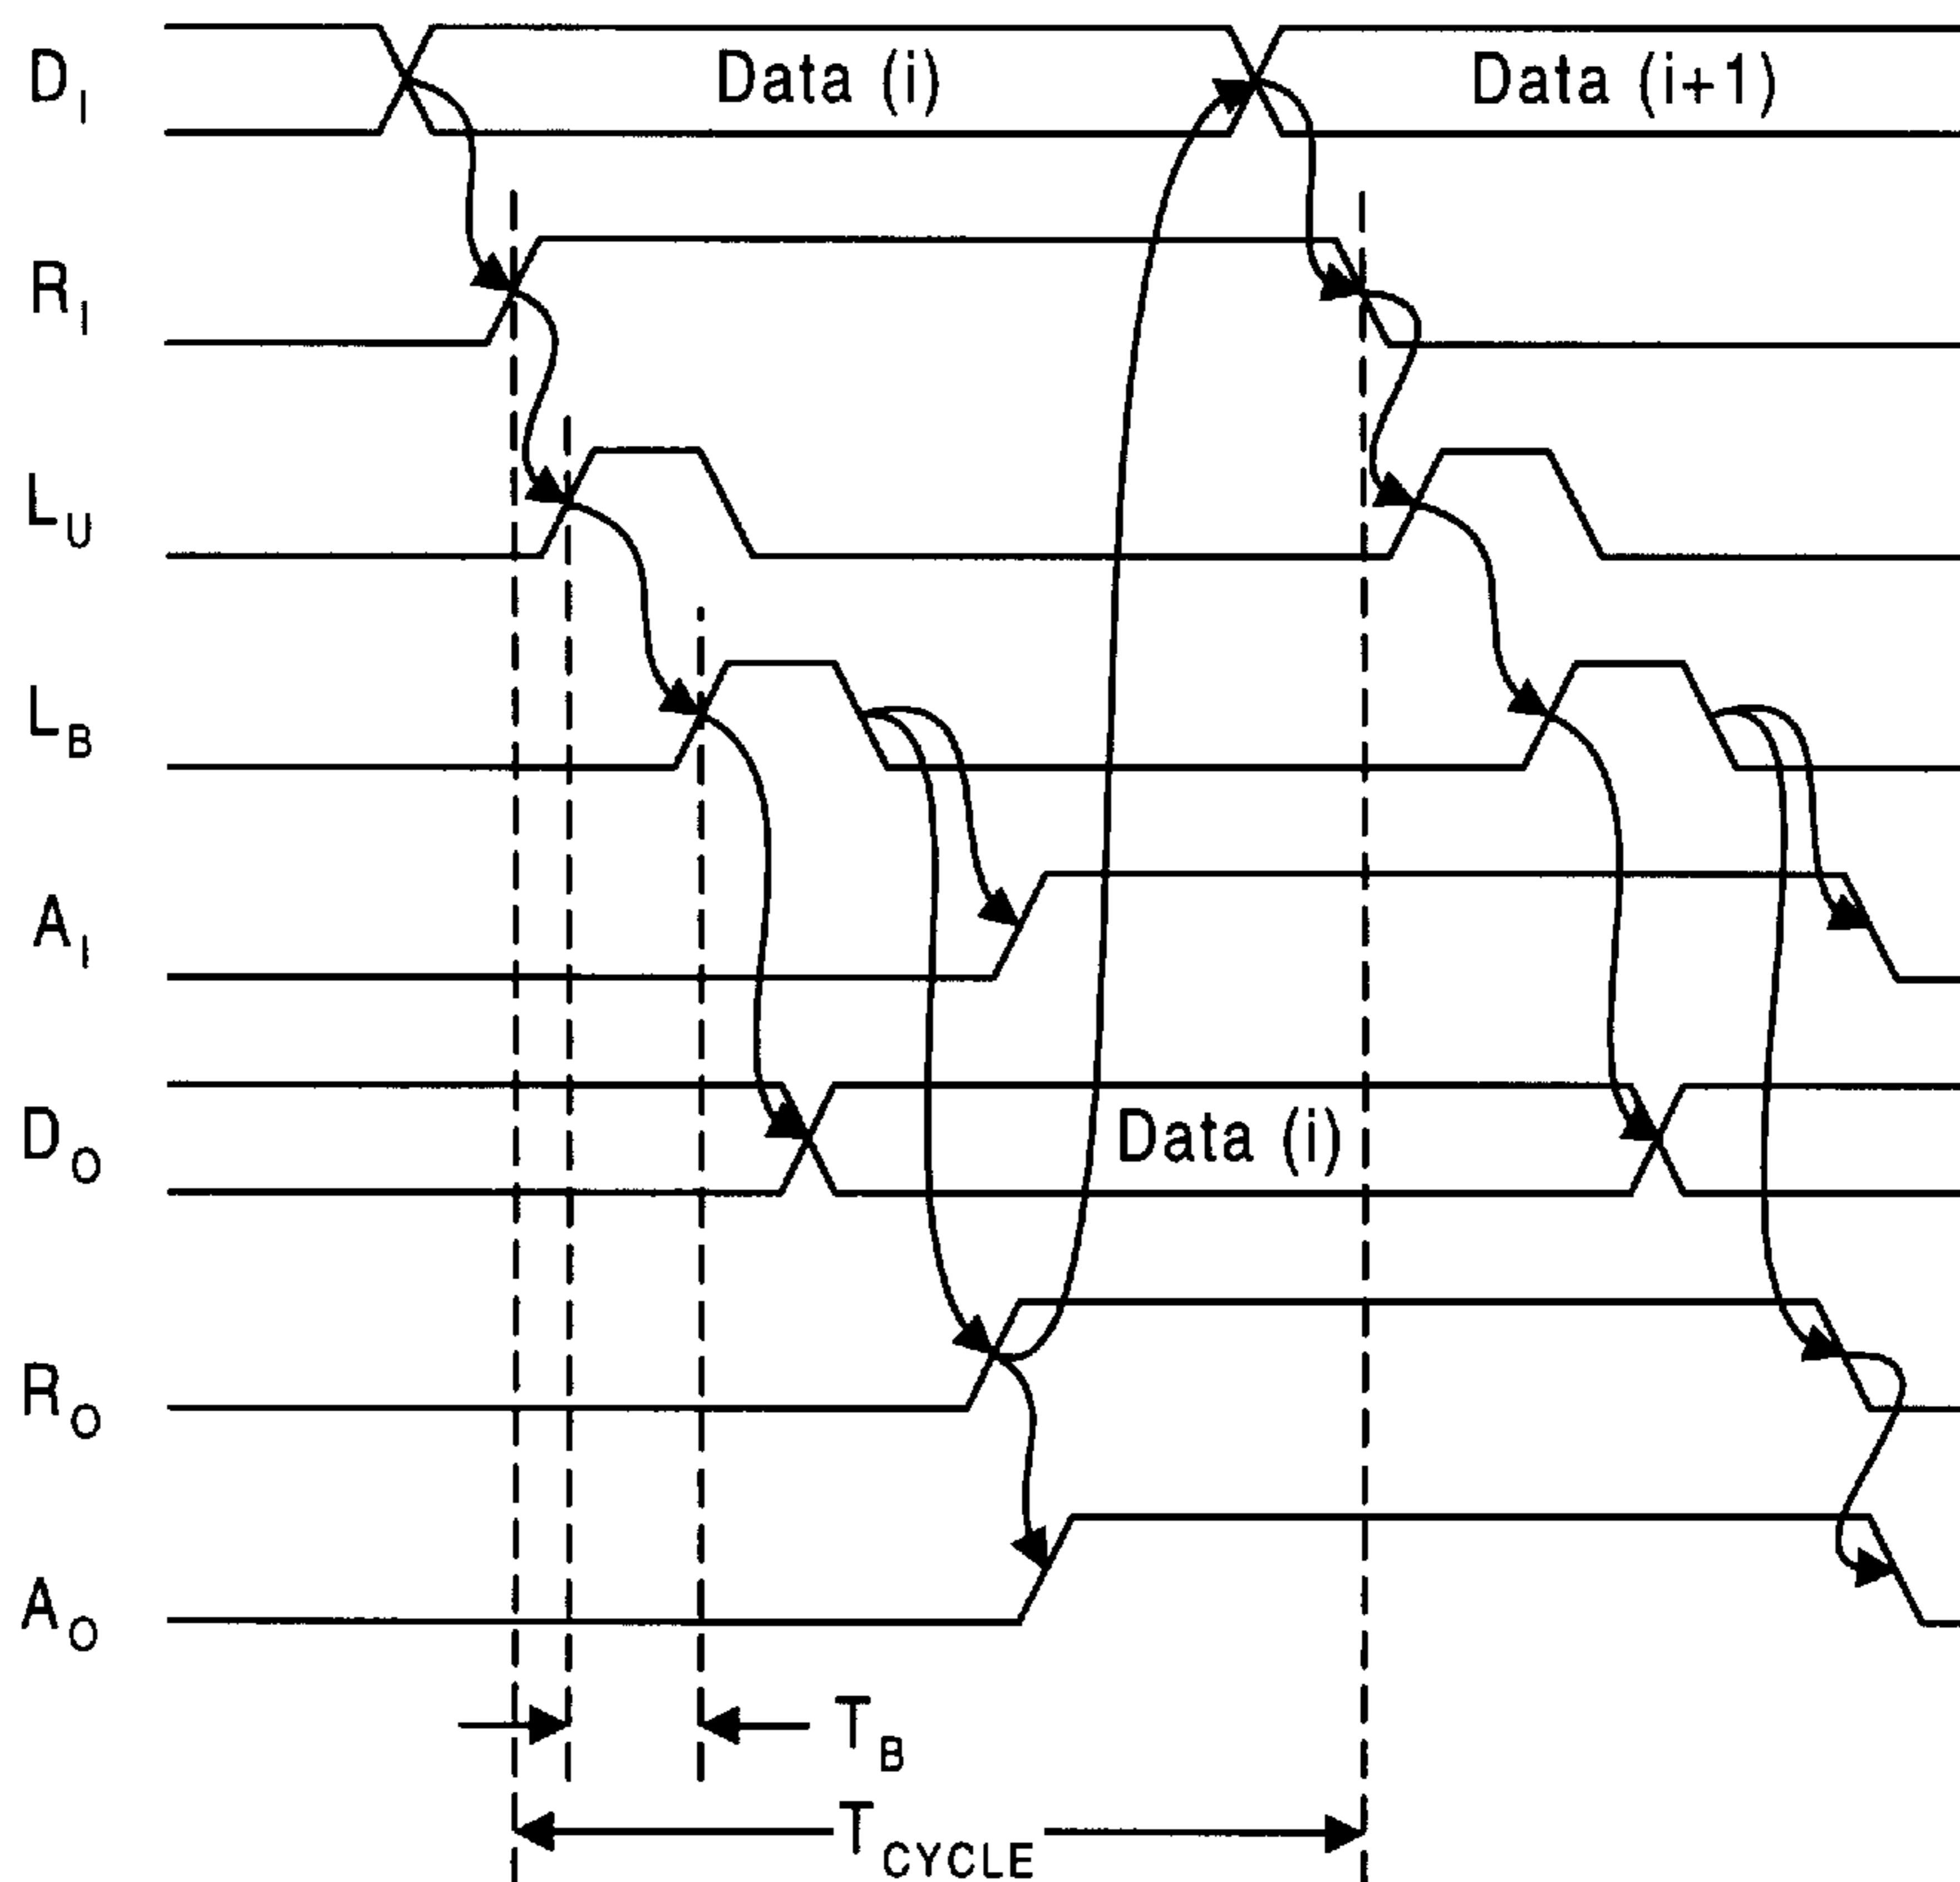 D_I Data (i) Data (i+1)
R_I
L_U
L_B
A_I
D_O Data (i)
R_O
A_O
T_B
T_CYCLE